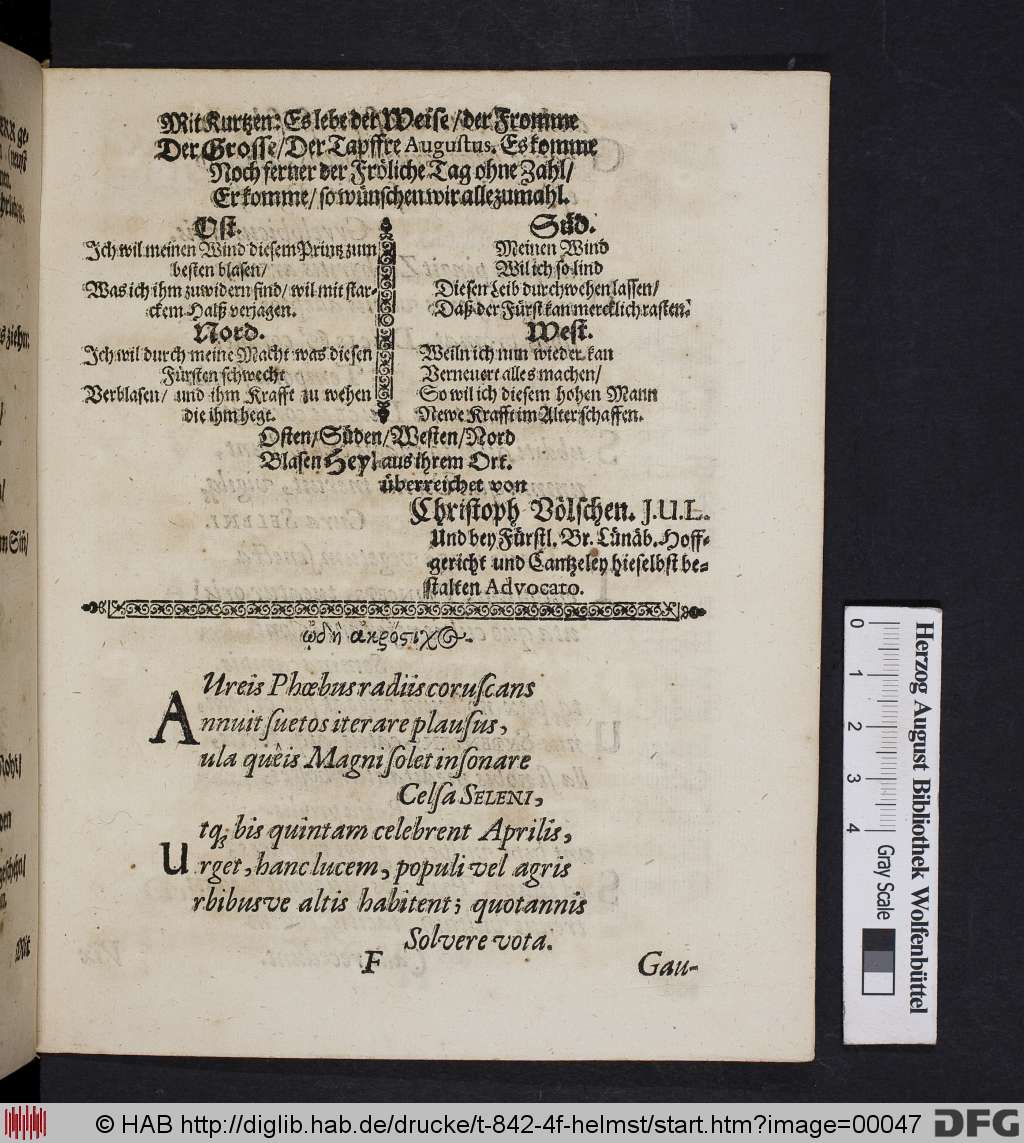 Mit Kurtzen: Es lebe der Weise/der Fromme
Der Grosse/Der Tapffre Augustus. Es komme
Noch ferner der Fröliche Tag ohne Zahl/
Er komme/so wünschen wir allezumahl.
Ost.
Ich wil meinen Wind diesem Printz zum
besten blasen/
Was ich ihm zuwidern find/wil mit star-
ckem Halß verjagen.
Nord.
Ich wil durch meine Macht was diesen
Fürsten schwecht
Verblasen/ und ihm Krafft zu wehen
die ihm hegt.
Süd.
Meinen Wind
Wil ich so lind
Diesen Leib durchwehen lassen/
Daß der Fürst kan mercklich rasten.
West.
Weiln ich nun wieder kan
Verneuert alles machen/
So wil ich diesem hohen Mann
Newe Krafft im Alter schaffen.
Osten/Süden/Westen/Nord
Blasen Heyl aus ihrem Ort.
überreichet von
Christoph Völschen. J.U.L.
Und bey Fürstl. Br. Lünäb. Hoff-
gericht und Cantzeley hieselbst be-
stalten Advocato.
ᾠδὴ ἀκρόςιχος
Ureis Phœbus radiis coruſcans
Annuit ſuetos iterare plauſus,
ula quêis Magni ſolet inſonare
Celſa SELENI,
tq; bis quintam celebrent Aprilis,
Urget, hanc lucem, populi vel agris
rbibusve altis habitent; quotannis
Solvere vota.
F
Gau-
Herzog August Bibliothek Wolfenbüttel
0 1 2 3 4
Gray Scale
© HAB http://diglib.hab.de/drucke/t-842-4f-helmst/start.htm?image=00047
DFG